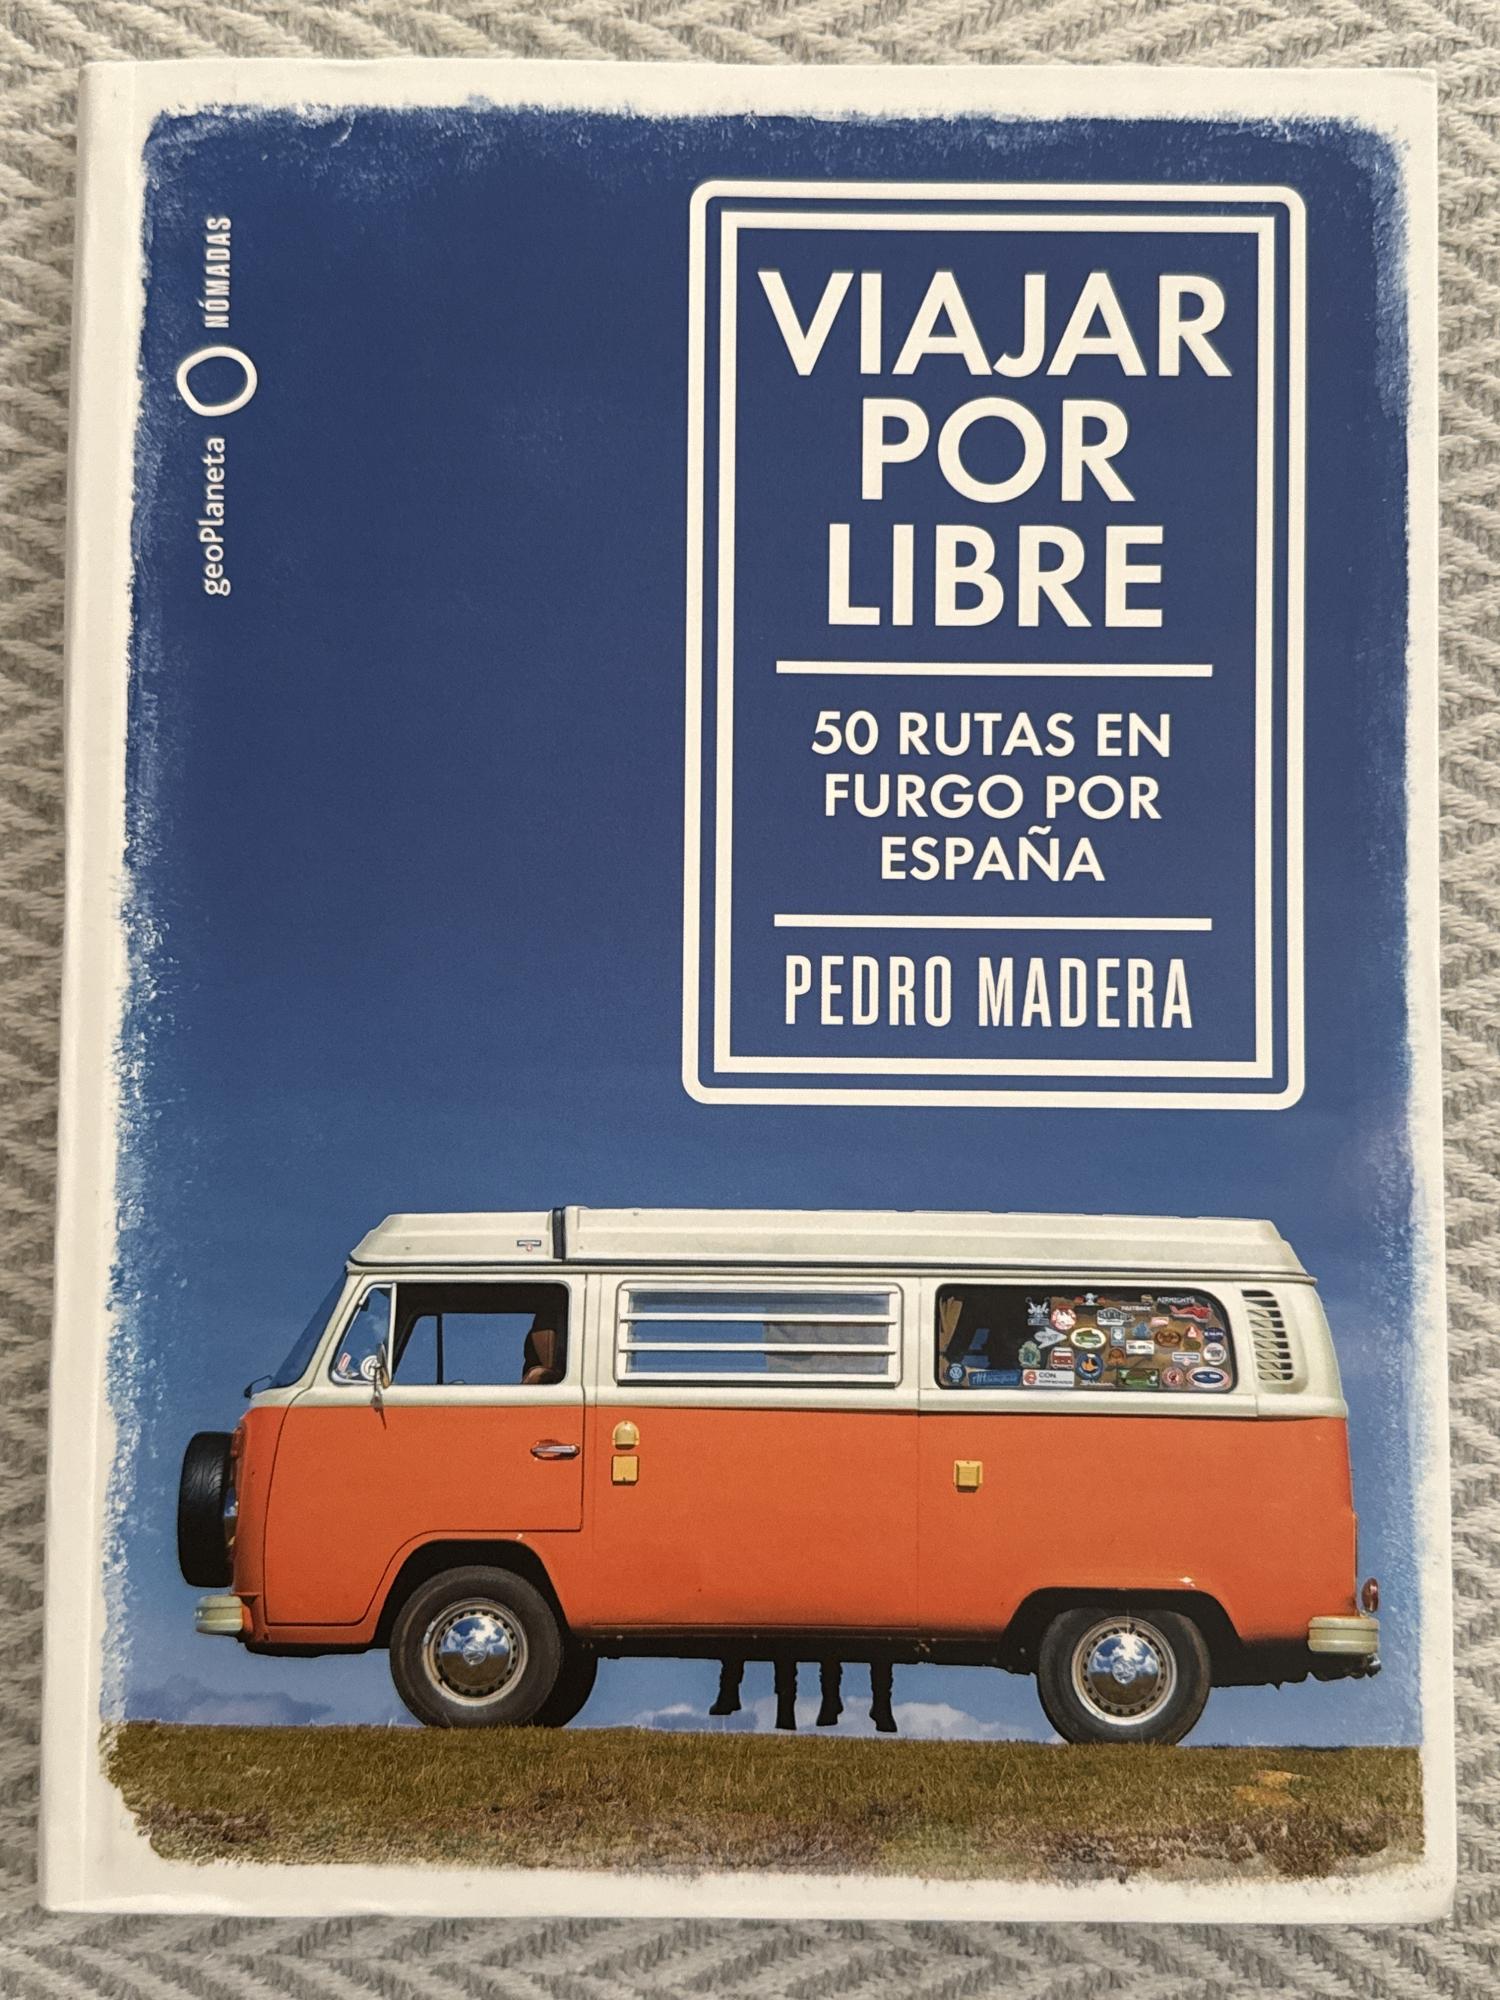 geoPlaneta NÓMADAS
VIAJAR
POR
LIBRE
50 RUTAS EN
FURGO POR
ESPAÑA
PEDRO MADERA